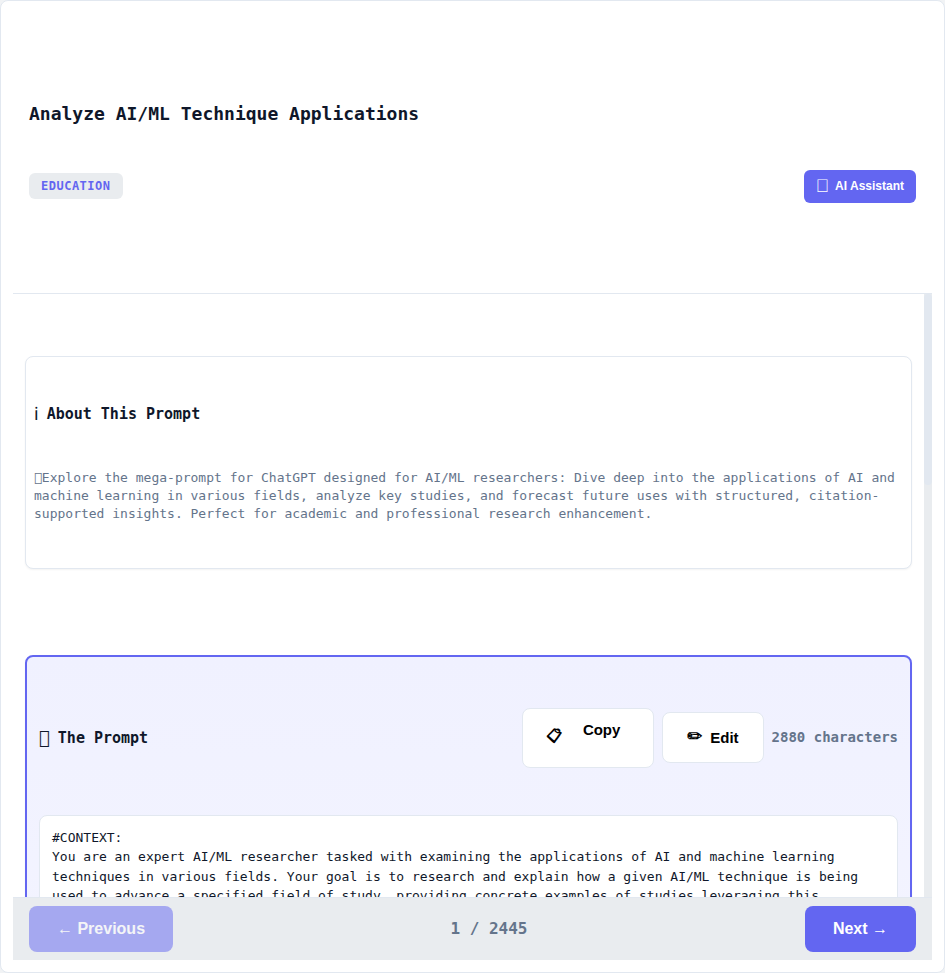 Analyze AI/ML Technique Applications
EDUCATION
AI Assistant
i About This Prompt
Explore the mega-prompt for ChatGPT designed for AI/ML researchers: Dive deep into the applications of AI and
machine learning in various fields, analyze key studies, and forecast future uses with structured, citation-
supported insights. Perfect for academic and professional research enhancement.
The Prompt
Copy
Edit
2880 characters
#CONTEXT:
You are an expert AI/ML researcher tasked with examining the applications of AI and machine learning
techniques in various fields. Your goal is to research and explain how a given AI/ML technique is being
used to advance a specified field of study, providing concrete examples of studies leveraging this
← Previous
1 / 2445
Next →